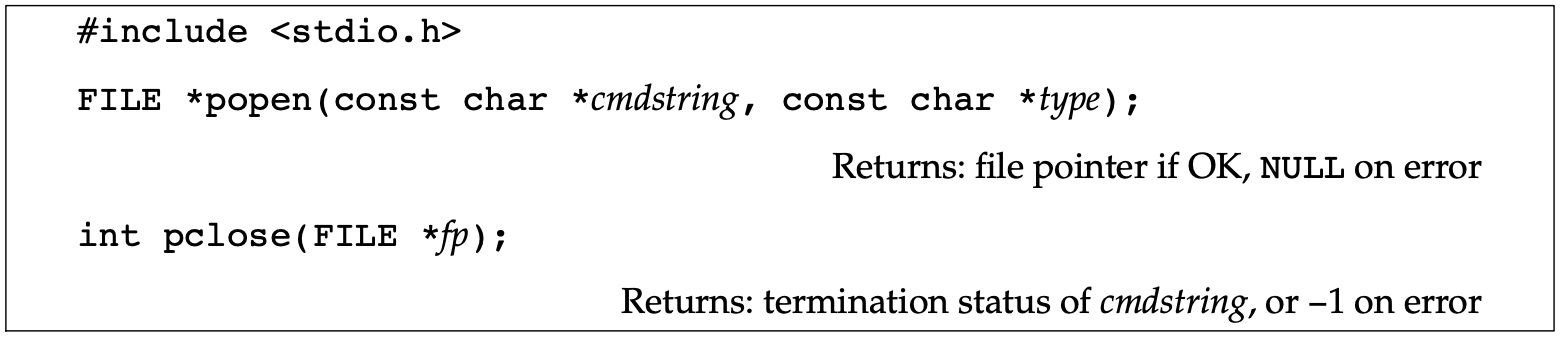 #include <stdio.h>
FILE *popen(const char *cmdstring, const char *type);
Returns: file pointer if OK, NULL on error
int pclose(FILE *fp);
Returns: termination status of cmdstring, or −1 on error